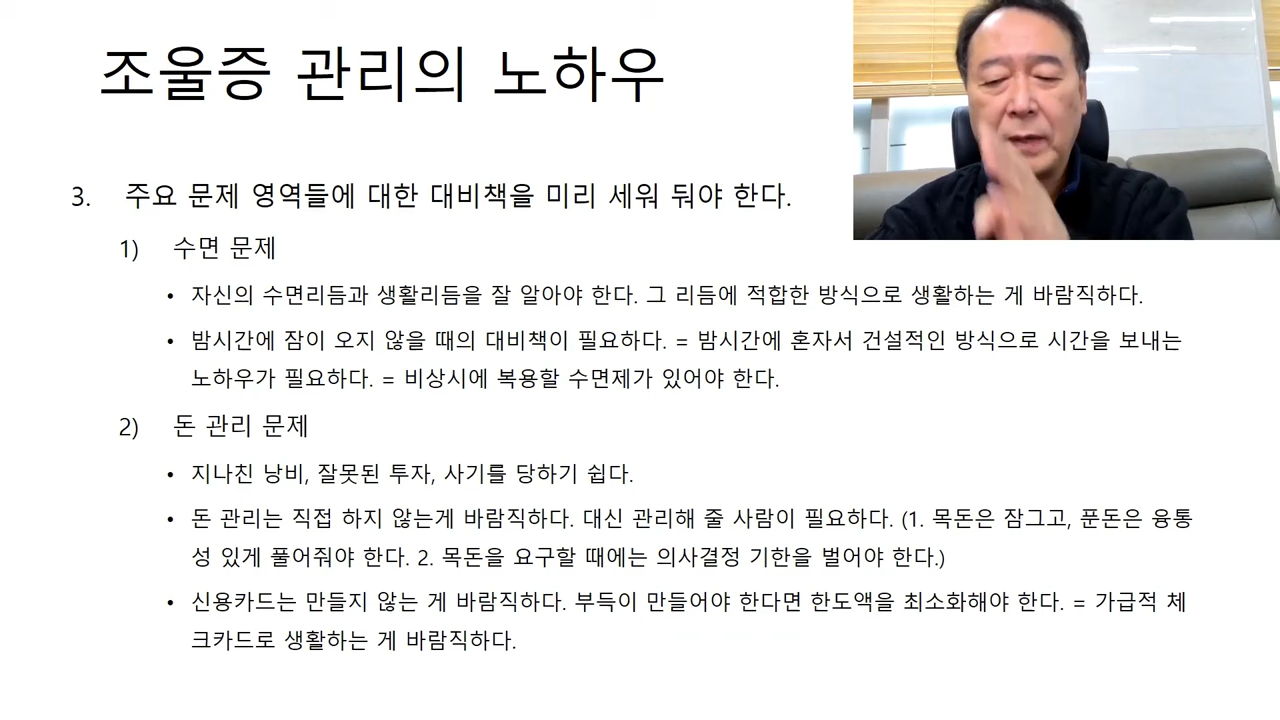 조울증 관리의 노하우
3. 주요 문제 영역들에 대한 대비책을 미리 세워 둬야 한다.
1) 수면 문제
• 자신의 수면리듬과 생활리듬을 잘 알아야 한다. 그 리듬에 적합한 방식으로 생활하는 게 바람직하다.
• 밤시간에 잠이 오지 않을 때의 대비책이 필요하다. = 밤시간에 혼자서 건설적인 방식으로 시간을 보내는
노하우가 필요하다. = 비상시에 복용할 수면제가 있어야 한다.
2) 돈 관리 문제
• 지나친 낭비, 잘못된 투자, 사기를 당하기 쉽다.
• 돈 관리는 직접 하지 않는게 바람직하다. 대신 관리해 줄 사람이 필요하다. (1. 목돈은 잠그고, 푼돈은 융통
성 있게 풀어줘야 한다. 2. 목돈을 요구할 때에는 의사결정 기한을 벌어야 한다.)
• 신용카드는 만들지 않는 게 바람직하다. 부득이 만들어야 한다면 한도액을 최소화해야 한다. = 가급적 체
크카드로 생활하는 게 바람직하다.